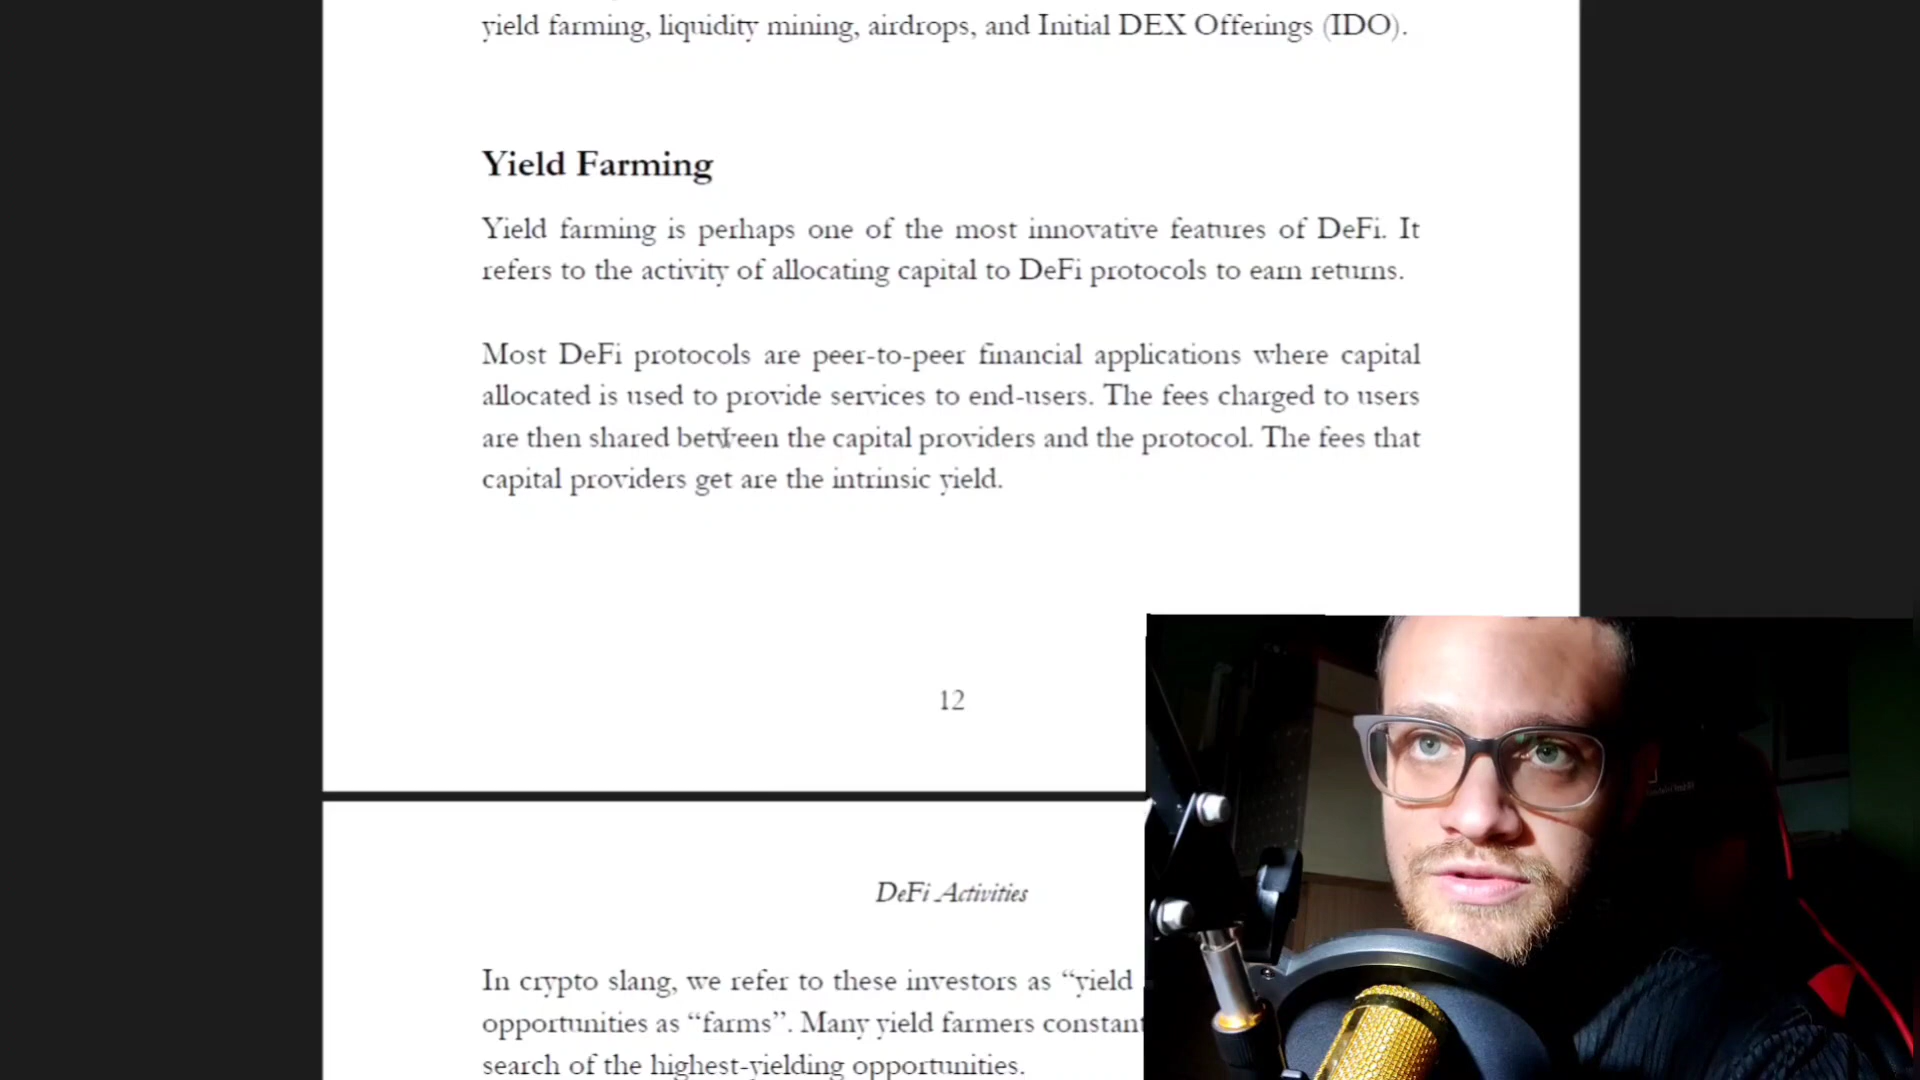 yield farming, liquidity mining, airdrops, and Initial DEX Offerings (IDO).
Yield Farming
Yield farming is perhaps one of the most innovative features of DeFi. It
refers to the activity of allocating capital to DeFi protocols to earn returns.
Most DeFi protocols are peer-to-peer financial applications where capital
allocated is used to provide services to end-users. The fees charged to users
are then shared between the capital providers and the protocol. The fees that
capital providers get are the intrinsic yield.
12
DeFi Activities
In crypto slang, we refer to these investors as “yield
opportunities as “farms”. Many yield farmers
search of the highest-yielding opportunities.